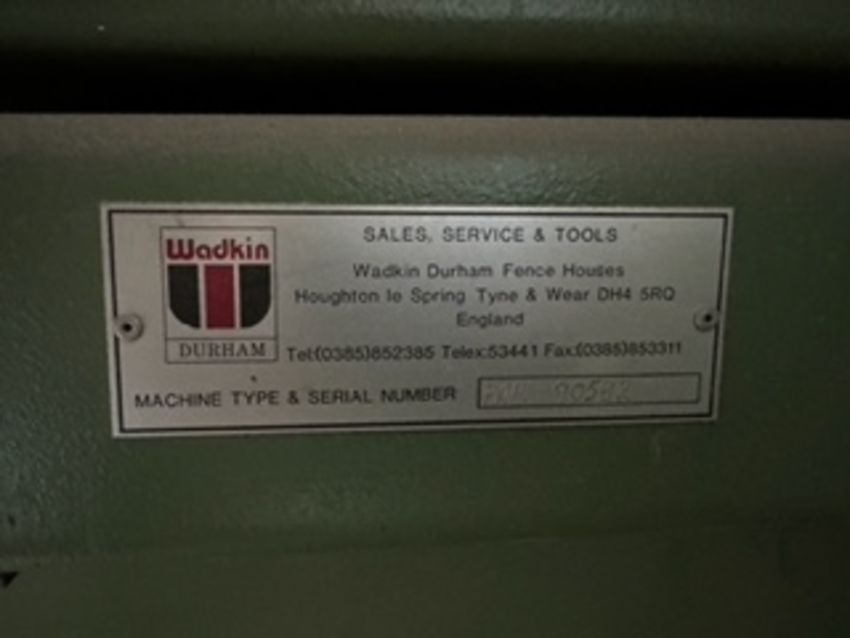 Wadkin
DURHAM
SALES, SERVICE & TOOLS
Wadkin Durham Fence Houses
Houghton le Spring Tyne & Wear DH4 5RQ
England
Tel:(0385)852385 Telex:53441 Fax:(0385)853311
MACHINE TYPE & SERIAL NUMBER